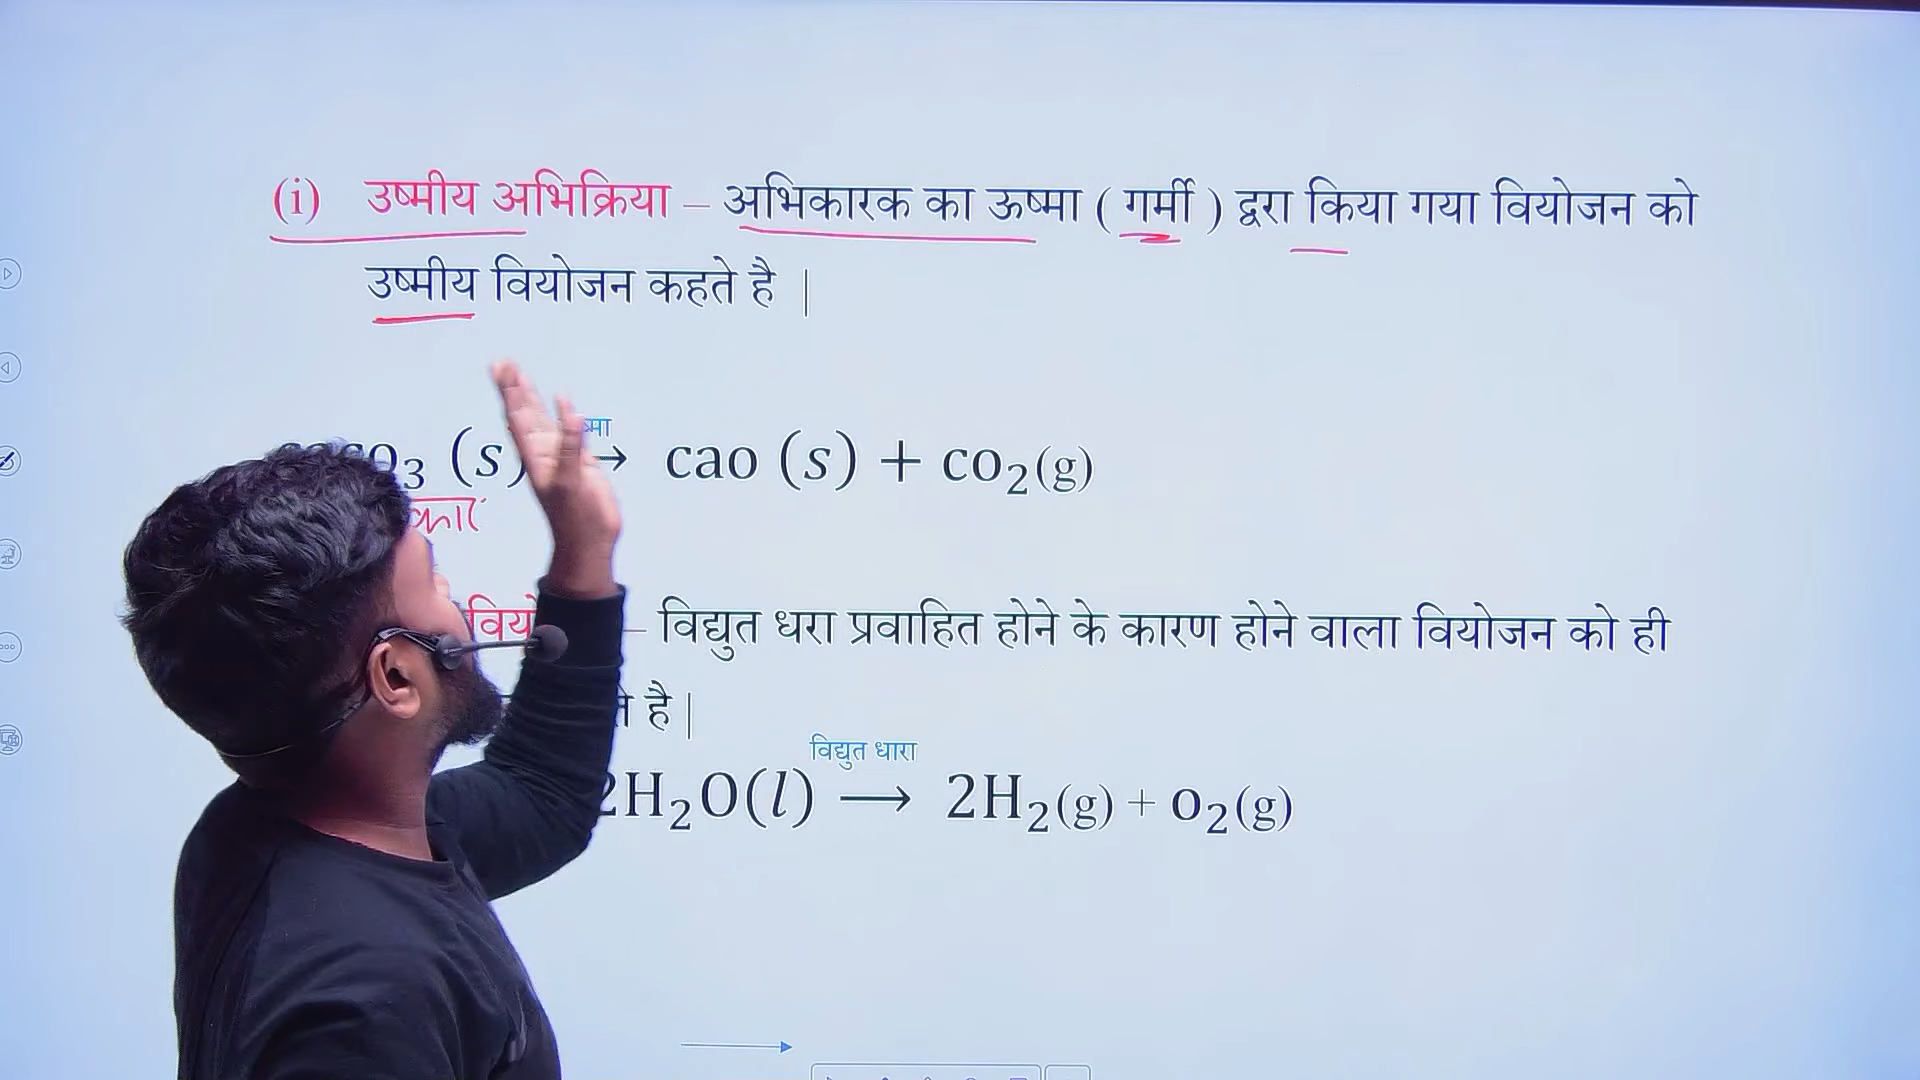 (i) उष्मीय अभिक्रिया – अभिकारक का ऊष्मा ( गर्मी ) द्वरा किया गया वियोजन को
उष्मीय वियोजन कहते है |
(s) → cao (s) + co₂(g)
– विद्युत धरा प्रवाहित होने के कारण होने वाला वियोजन को ही
है |
विद्युत धारा
2H₂O(l) ⟶ 2H₂(g) + o₂(g)